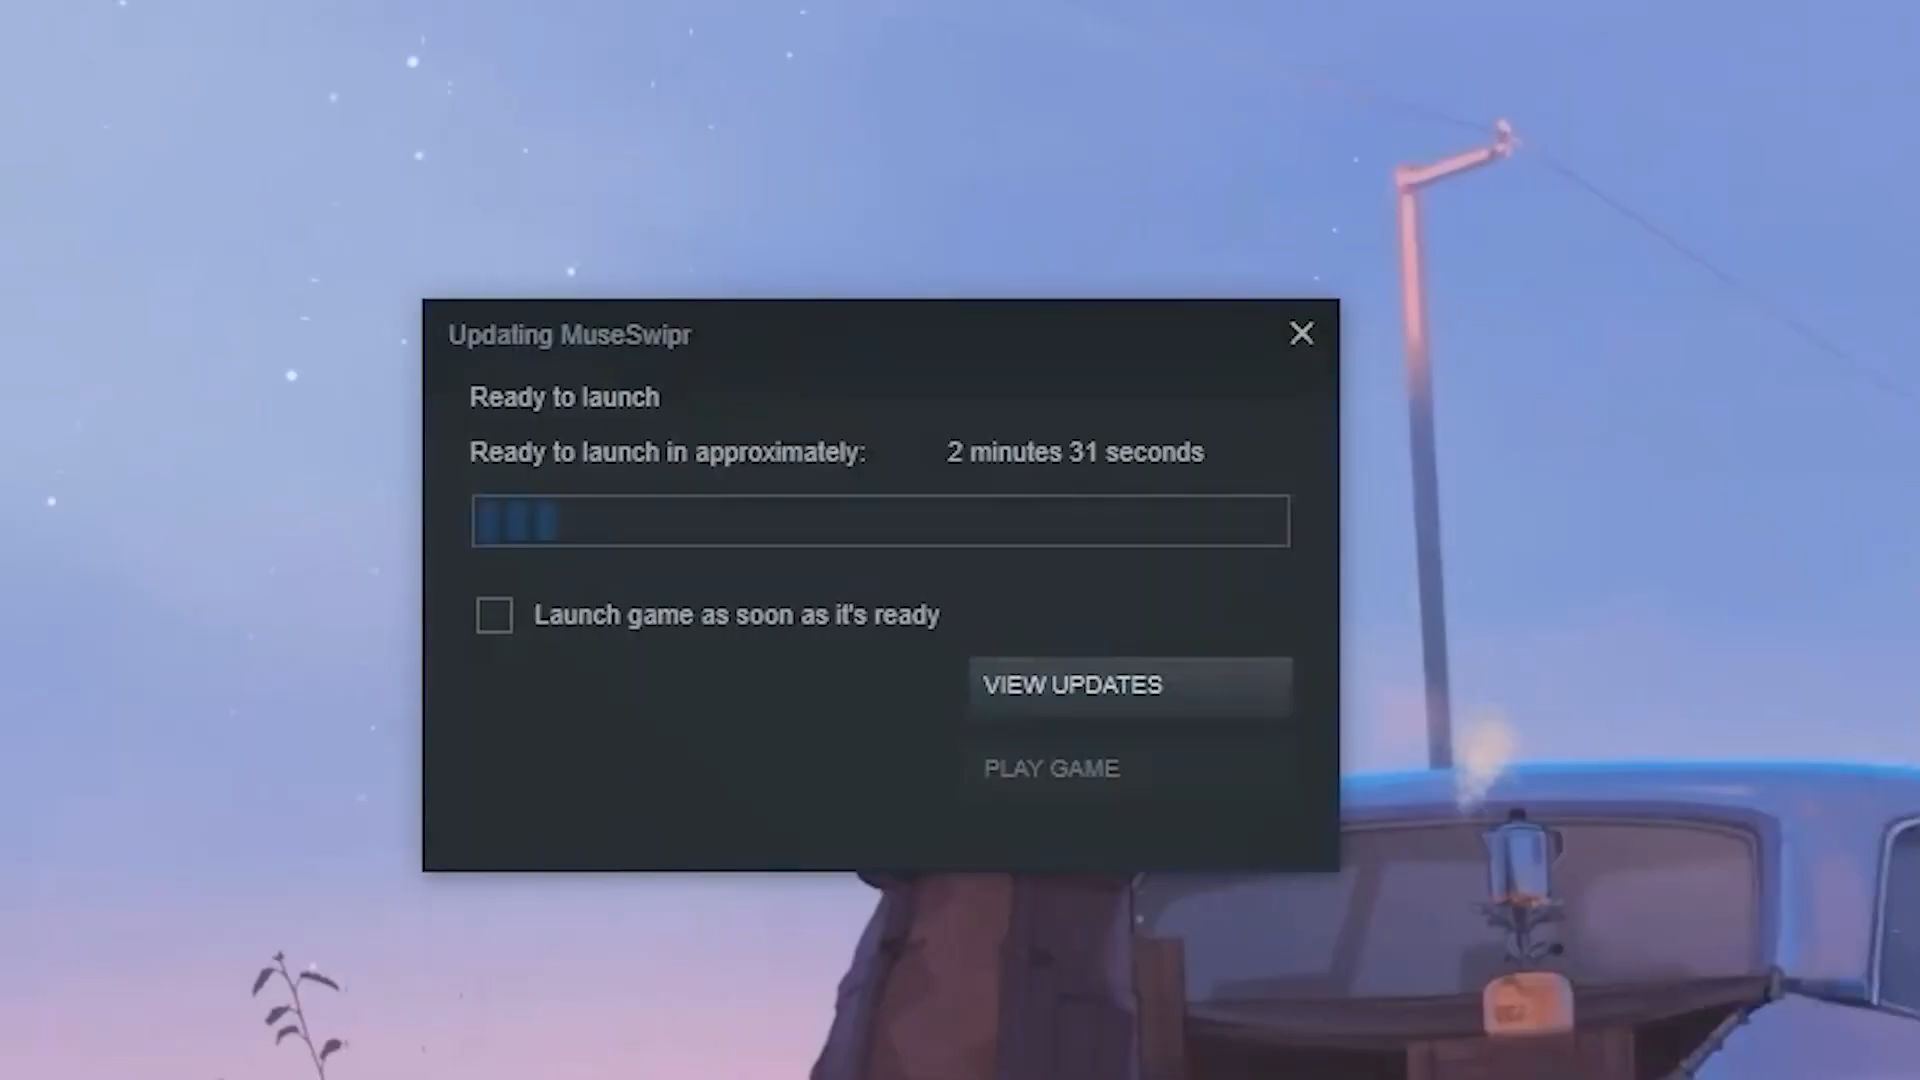 Updating MuseSwipr
Ready to launch
Ready to launch in approximately: 2 minutes 31 seconds
Launch game as soon as it's ready
VIEW UPDATES
PLAY GAME